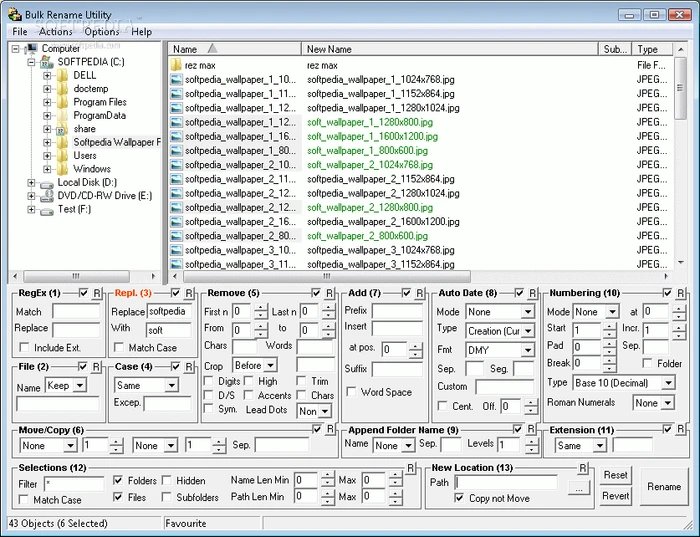 Bulk Rename Utility
File Actions Options Help
SOFTPEDIA
softpedia.com
Computer
SOFTPEDIA (C:)
DELL
doctemp
Program Files
ProgramData
share
Softpedia Wallpaper F
Users
Windows
Local Disk (D:)
DVD/CD-RW Drive (E:)
Test (F:)
Name New Name Sub... Type
rez max rez max File F...
softpedia_wallpaper_1_10... softpedia_wallpaper_1_1024x768.jpg JPEG...
softpedia_wallpaper_1_11... softpedia_wallpaper_1_1152x864.jpg JPEG...
softpedia_wallpaper_1_12... softpedia_wallpaper_1_1280x1024.jpg JPEG...
softpedia_wallpaper_1_12... soft_wallpaper_1_1280x800.jpg JPEG...
softpedia_wallpaper_1_16... soft_wallpaper_1_1600x1200.jpg JPEG...
softpedia_wallpaper_1_80... soft_wallpaper_1_800x600.jpg JPEG...
softpedia_wallpaper_2_10... soft_wallpaper_2_1024x768.jpg JPEG...
softpedia_wallpaper_2_11... softpedia_wallpaper_2_1152x864.jpg JPEG...
softpedia_wallpaper_2_12... softpedia_wallpaper_2_1280x1024.jpg JPEG...
softpedia_wallpaper_2_12... soft_wallpaper_2_1280x800.jpg JPEG...
softpedia_wallpaper_2_16... softpedia_wallpaper_2_1600x1200.jpg JPEG...
softpedia_wallpaper_2_80... soft_wallpaper_2_800x600.jpg JPEG...
softpedia_wallpaper_3_10... softpedia_wallpaper_3_1024x768.jpg JPEG...
softpedia_wallpaper_3_11... softpedia_wallpaper_3_1152x864.jpg JPEG...
RegEx (1) R
Match
Replace
Include Ext.
Repl. (3) R
Replace softpedia
With soft
Match Case
File (2) R
Name Keep
Case (4) R
Same
Excep.
Remove (5) R
First n 0 Last n 0
From 0 to 0
Chars Words
Crop Before
Digits High Trim
D/S Accents Chars
Sym. Lead Dots Non
Add (7) R
Prefix
Insert
at pos. 0
Suffix
Word Space
Auto Date (8) R
Mode None
Type Creation (Cur
Fmt DMY
Sep. Seg.
Custom
Cent. Off. 0
Numbering (10) R
Mode None at 0
Start 1 Incr. 1
Pad 0 Sep.
Break 0 Folder
Type Base 10 (Decimal)
Roman Numerals None
Move/Copy (6) R
None 1 None 1 Sep.
Append Folder Name (9) R
Name None Sep. Levels 1
Extension (11) R
Same
Selections (12) R
Filter * Folders Hidden Name Len Min 0 Max 0
Match Case Files Subfolders Path Len Min 0 Max 0
New Location (13) R
Path
...
Copy not Move
Reset
Revert
Rename
43 Objects (6 Selected) Favourite